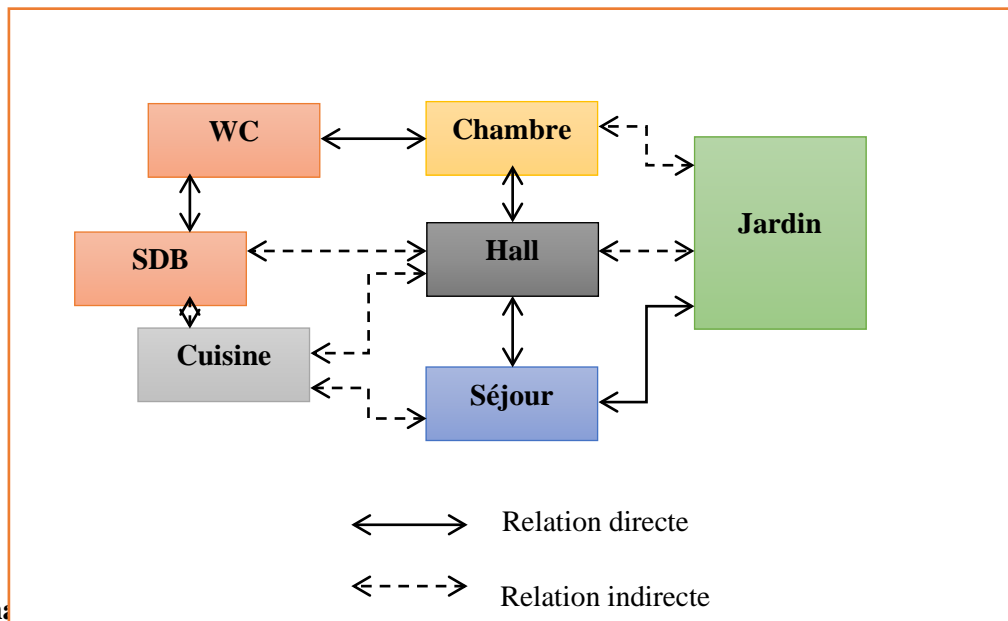 WC
Chambre
Jardin
SDB
Hall
Cuisine
Séjour
Relation directe
Relation indirecte